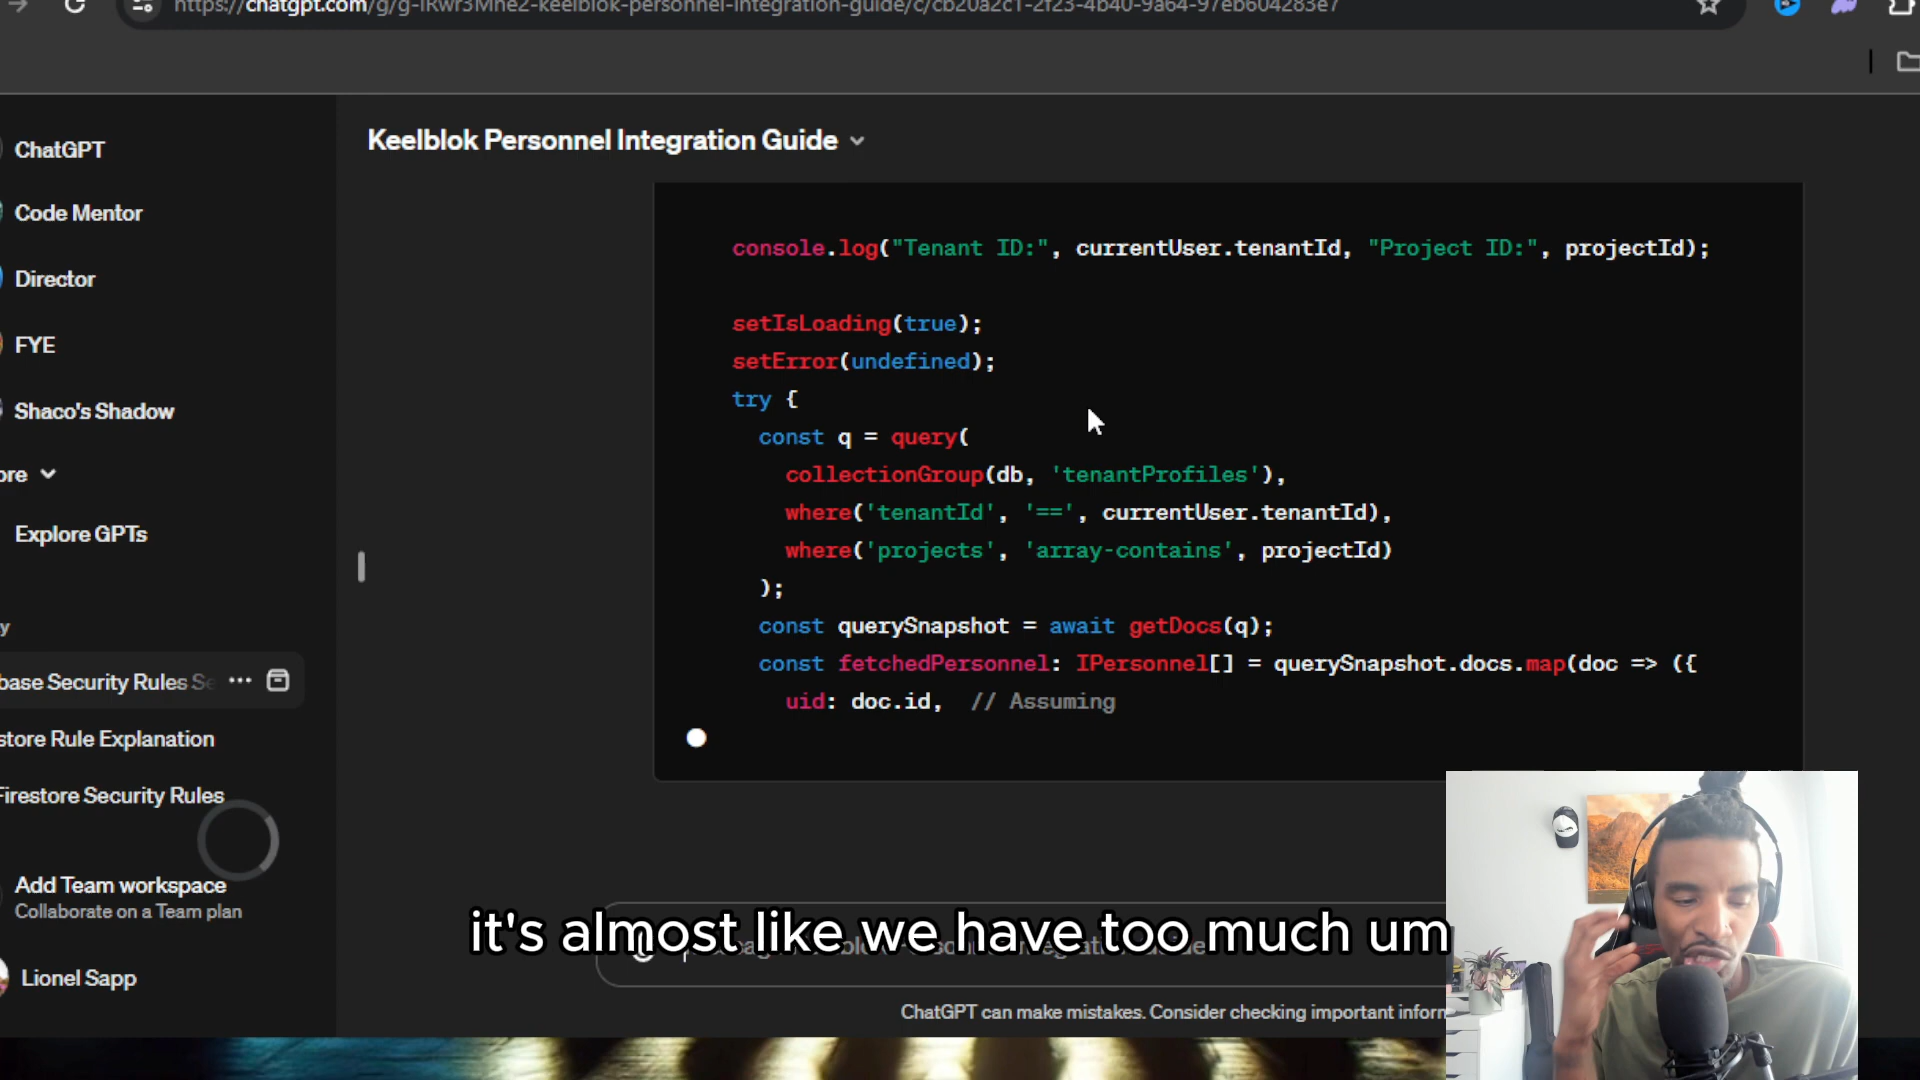 https://chatgpt.com/g/g-iRwr3Mhe2-keelblok-personnel-integration-guide/c/cb20a2c1-2f23-4b40-9a64-97eb604283e7
ChatGPT
Code Mentor
Director
FYE
Shaco's Shadow
ore
Explore GPTs
y
base Security Rules Se
store Rule Explanation
Firestore Security Rules
Add Team workspace
Collaborate on a Team plan
Lionel Sapp
Keelblok Personnel Integration Guide
console.log("Tenant ID:", currentUser.tenantId, "Project ID:", projectId);
setIsLoading(true);
setError(undefined);
try {
const q = query(
collectionGroup(db, 'tenantProfiles'),
where('tenantId', '==', currentUser.tenantId),
where('projects', 'array-contains', projectId)
);
const querySnapshot = await getDocs(q);
const fetchedPersonnel: IPersonnel[] = querySnapshot.docs.map(doc => ({
uid: doc.id, // Assuming
it's almost like we have too much um
ChatGPT can make mistakes. Consider checking important inform